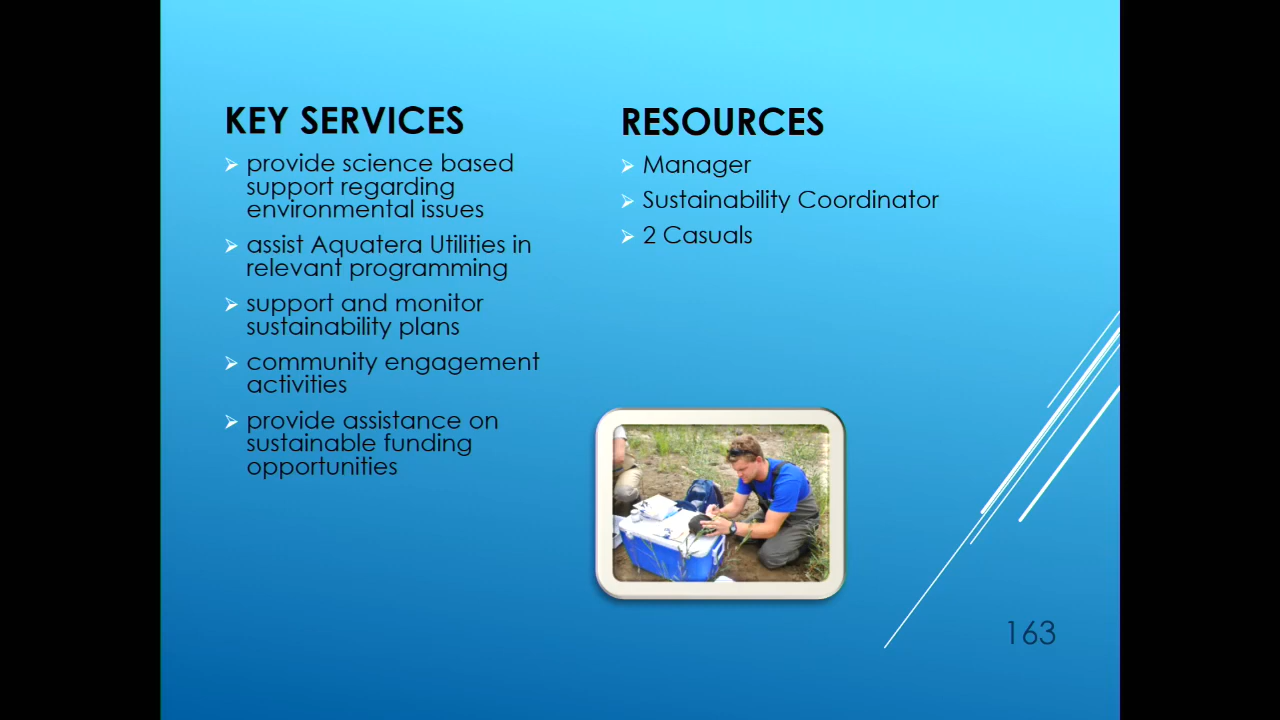 KEY SERVICES
provide science based
support regarding
environmental issues
assist Aquatera Utilities in
relevant programming
support and monitor
sustainability plans
community engagement
activities
provide assistance on
sustainable funding
opportunities
RESOURCES
Manager
Sustainability Coordinator
2 Casuals
163